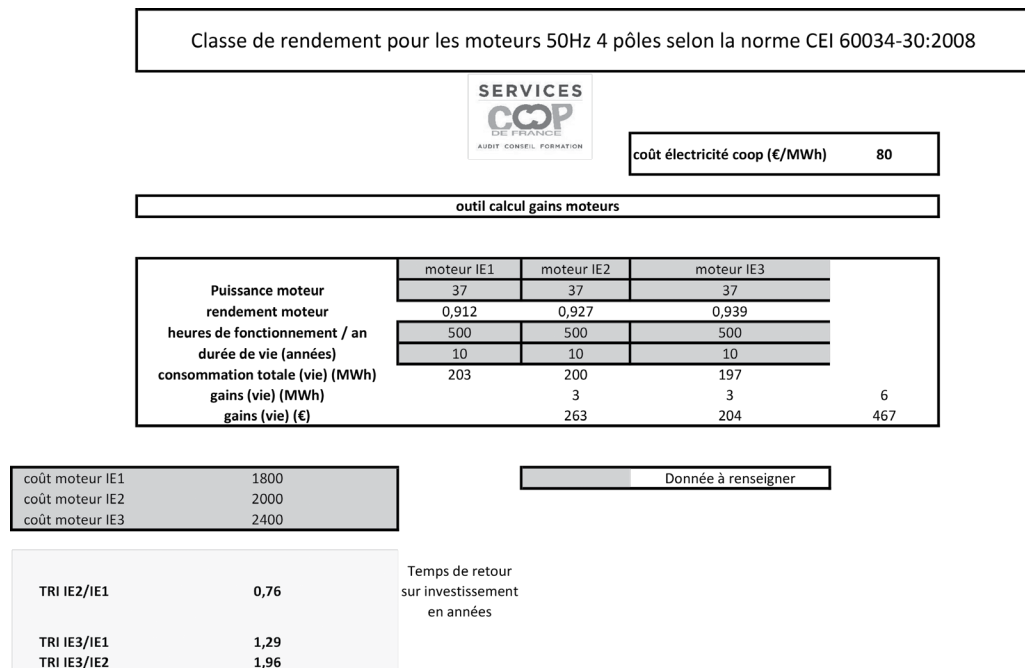 Classe de rendement pour les moteurs 50Hz 4 pôles selon la norme CEI 60034-30:2008
SERVICES
COOP
DE FRANCE
AUDIT CONSEIL FORMATION
coût électricité coop (€/MWh) 80
outil calcul gains moteurs
moteur IE1 moteur IE2 moteur IE3
Puissance moteur 37 37 37
rendement moteur 0,912 0,927 0,939
heures de fonctionnement / an 500 500 500
durée de vie (années) 10 10 10
consommation totale (vie) (MWh) 203 200 197
gains (vie) (MWh) 3 3 6
gains (vie) (€) 263 204 467
coût moteur IE1 1800
coût moteur IE2 2000
coût moteur IE3 2400
Donnée à renseigner
TRI IE2/IE1 0,76
Temps de retour
sur investissement
en années
TRI IE3/IE1 1,29
TRI IE3/IE2 1,96